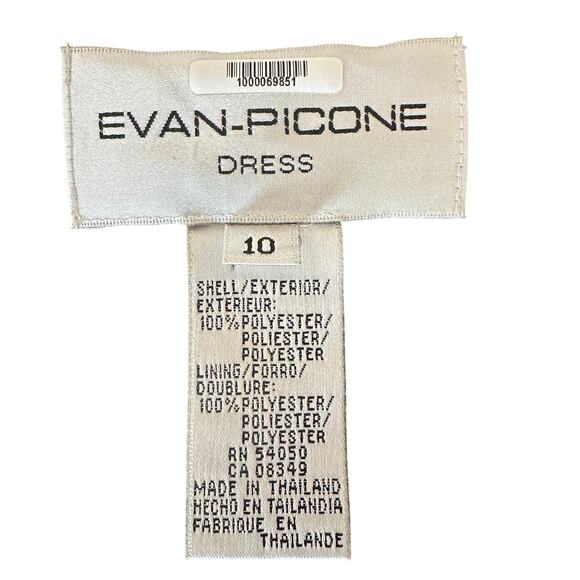 1000069851
EVAN-PICONE
DRESS
10
SHELL/EXTERIOR/
EXTERIEUR:
100%POLYESTER/
POLIESTER/
POLYESTER
LINING/FORRO/
DOUBLURE:
100%POLYESTER/
POLIESTER/
POLYESTER
RN 54050
CA 08349
MADE IN THAILAND
HECHO EN TAILANDIA
FABRIQUE EN
THAILANDE